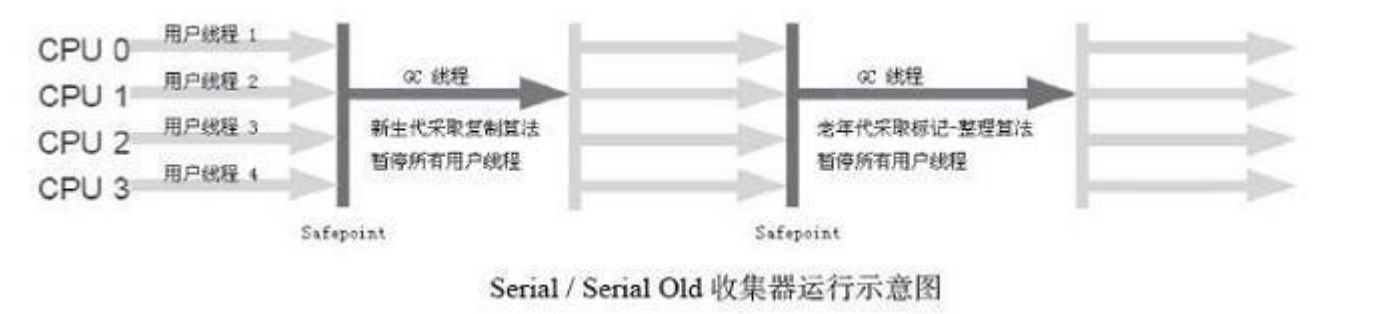 CPU 0 用户线程 1
CPU 1 用户线程 2
CPU 2 用户线程 3
CPU 3 用户线程 4
GC 线程
新生代采取复制算法
暂停所有用户线程
Safepoint
GC 线程
老年代采取标记-整理算法
暂停所有用户线程
Safepoint
Serial / Serial Old 收集器运行示意图